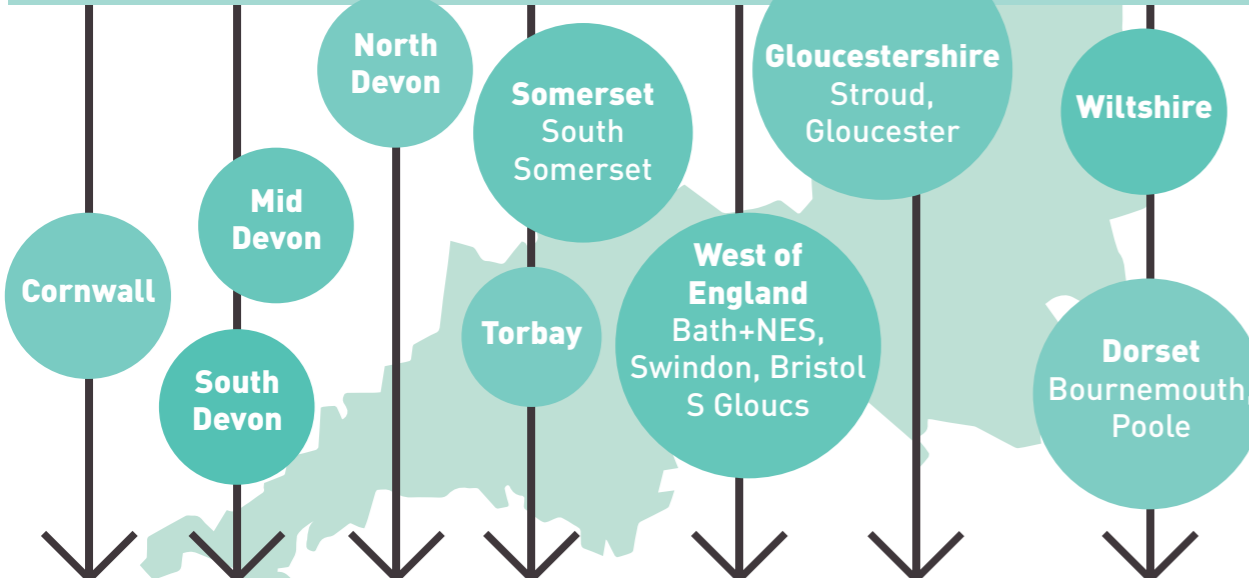 North
Devon
Somerset
South
Somerset
Gloucestershire
Stroud,
Gloucester
Wiltshire
Mid
Devon
Cornwall
South
Devon
Torbay
West of
England
Bath+NES,
Swindon, Bristol
S Gloucs
Dorset
Bournemouth,
Poole